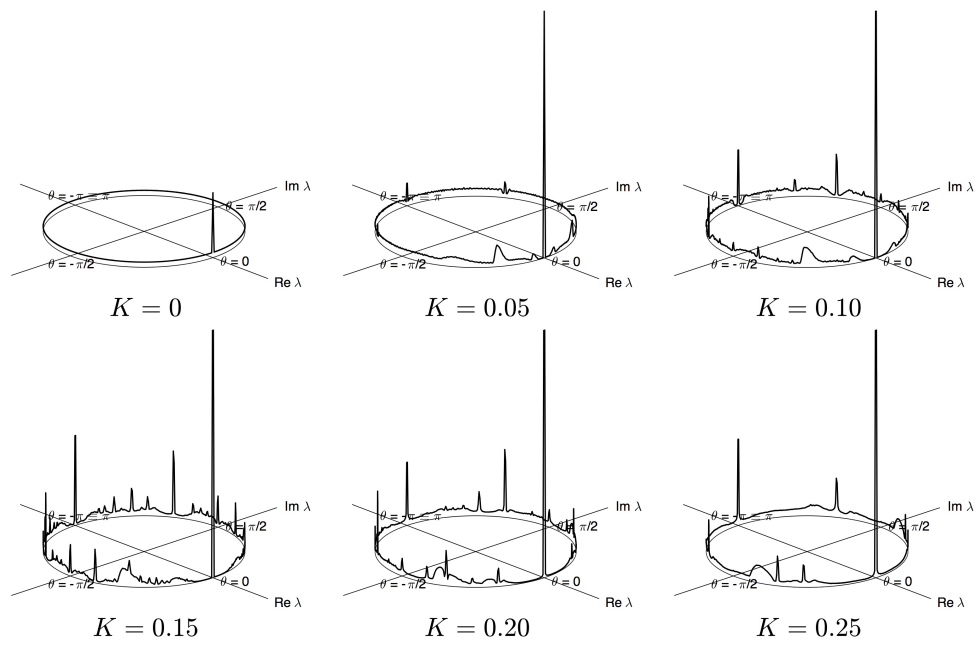 θ = -π = π
Im λ
θ = π/2
θ = -π/2
θ = 0
Re λ
K = 0
θ = -π = π
Im λ
θ = π/2
θ = -π/2
θ = 0
Re λ
K = 0.05
θ = -π = π
Im λ
θ = π/2
θ = -π/2
θ = 0
Re λ
K = 0.10
θ = -π = π
Im λ
θ = π/2
θ = -π/2
θ = 0
Re λ
K = 0.15
θ = -π = π
Im λ
θ = π/2
θ = -π/2
θ = 0
Re λ
K = 0.20
θ = -π = π
Im λ
θ = π/2
θ = -π/2
θ = 0
Re λ
K = 0.25